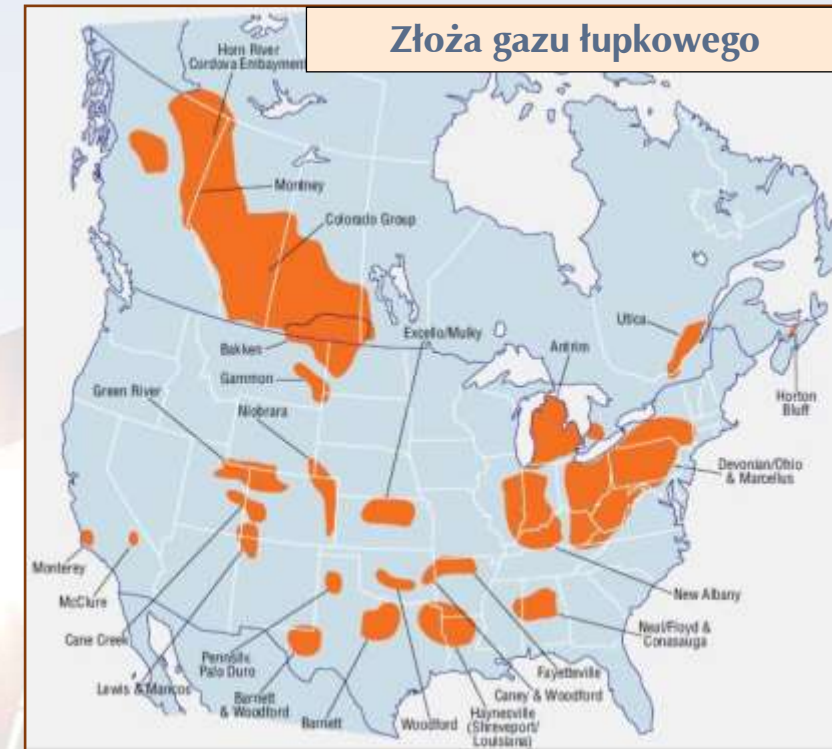 Złoża gazu łupkowego
Horn River
Cordova Embayment
Montney
Colorado Group
Utica
Excello/Mulky
Antrim
Bakken
Gammon
Green River
Niobrara
Horton
Bluff
Devonian/Ohio
& Marcellus
Monterey
McClure
New Albany
Cane Creek
Neal/Floyd &
Conasauga
Pennsilv.
Palo Duro
Fayetteville
Lewis & Mancos
Barnett
& Woodford
Caney & Woodford
Barnett
Woodford
Haynesville
(Shreveport/
Louisiana)